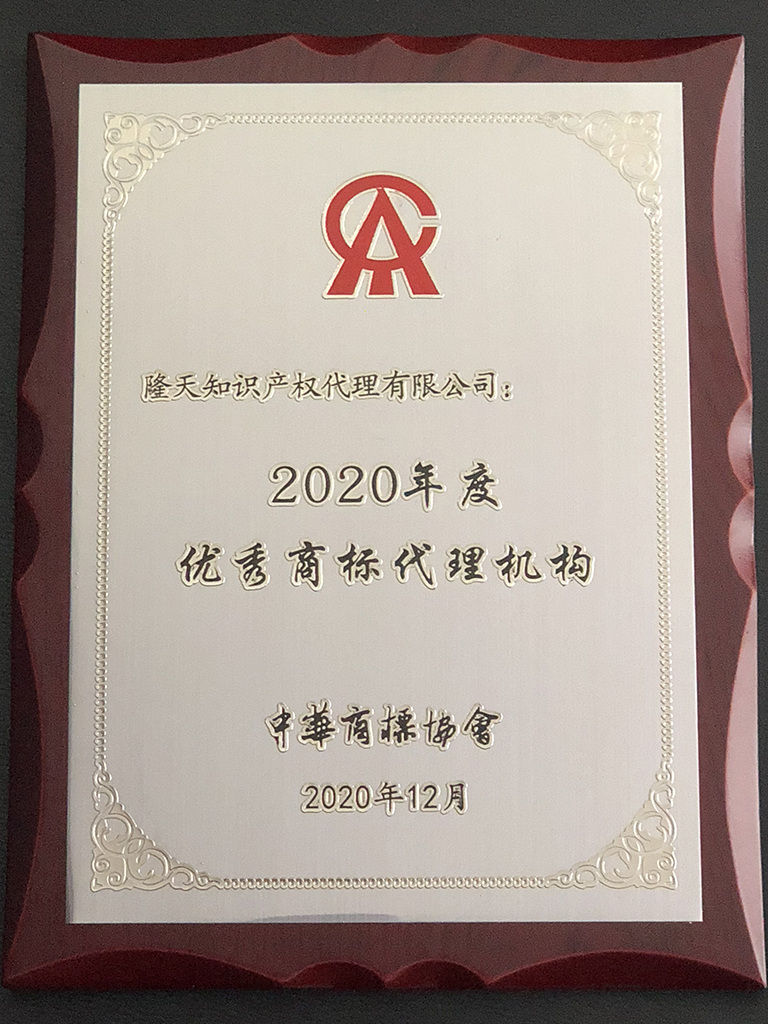 隆天知识产权代理有限公司：
2020年度
优秀商标代理机构
中華商標协會
2020年12月